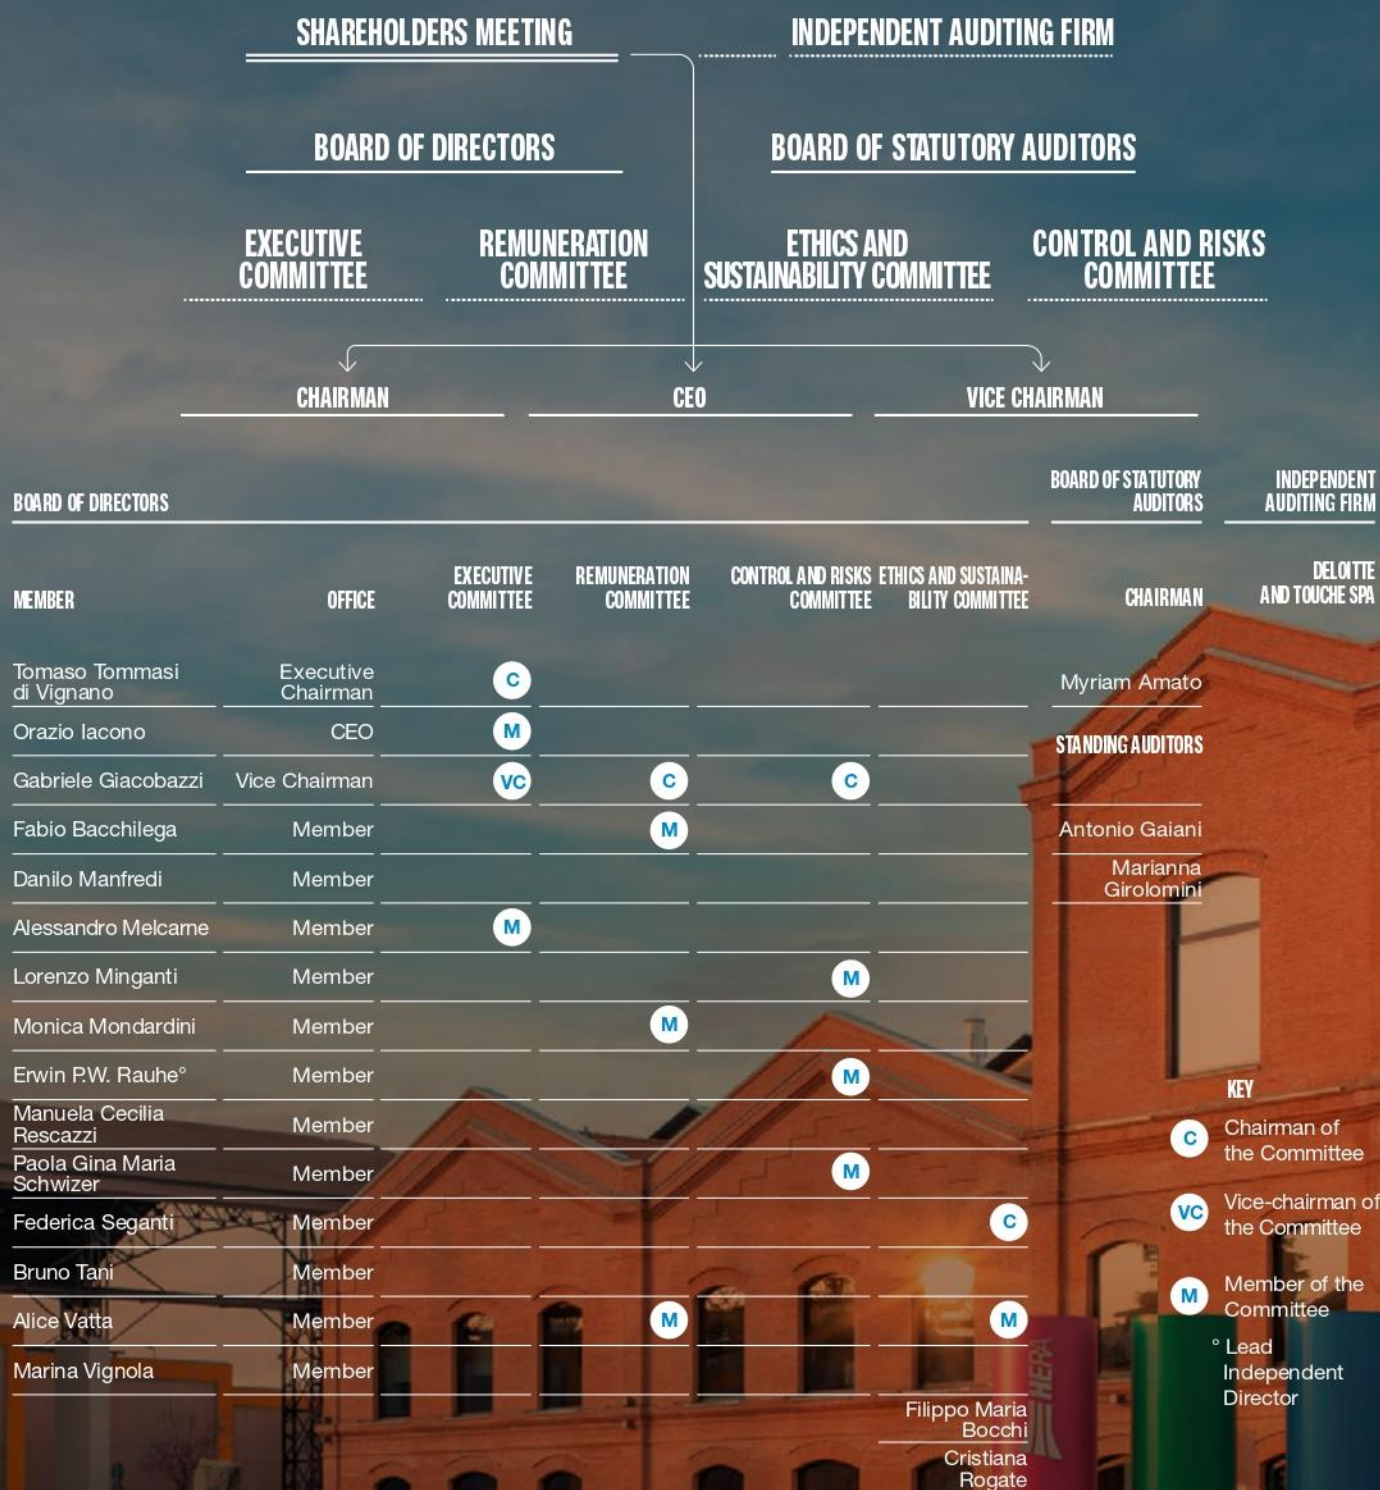 SHAREHOLDERS MEETING
INDEPENDENT AUDITING FIRM
BOARD OF DIRECTORS
BOARD OF STATUTORY AUDITORS
EXECUTIVE
COMMITTEE
REMUNERATION
COMMITTEE
ETHICS AND
SUSTAINABILITY COMMITTEE
CONTROL AND RISKS
COMMITTEE
CHAIRMAN
CEO
VICE CHAIRMAN
BOARD OF DIRECTORS
BOARD OF STATUTORY
AUDITORS
INDEPENDENT
AUDITING FIRM
MEMBER
OFFICE
EXECUTIVE
COMMITTEE
REMUNERATION
COMMITTEE
CONTROL AND RISKS
COMMITTEE
ETHICS AND SUSTAINA-
BILITY COMMITTEE
CHAIRMAN
DELOITTE
AND TOUCHE SPA
Tomaso Tommasi
di Vignano
Executive
Chairman
C
Myriam Amato
Orazio Iacono
CEO
M
STANDING AUDITORS
Gabriele Giacobazzi
Vice Chairman
VC
C
C
Fabio Bacchilega
Member
M
Antonio Gaiani
Danilo Manfredi
Member
Marianna
Girolomini
Alessandro Melcarne
Member
M
Lorenzo Minganti
Member
M
Monica Mondardini
Member
M
Erwin P.W. Rauhe°
Member
M
Manuela Cecilia
Rescazzi
Member
Paola Gina Maria
Schwizer
Member
M
Federica Seganti
Member
C
Bruno Tani
Member
Alice Vatta
Member
M
M
Marina Vignola
Member
Filippo Maria
Bocchi
Cristiana
Rogate
KEY
C
Chairman of
the Committee
VC
Vice-chairman of
the Committee
M
Member of the
Committee
° Lead
Independent
Director
HERA